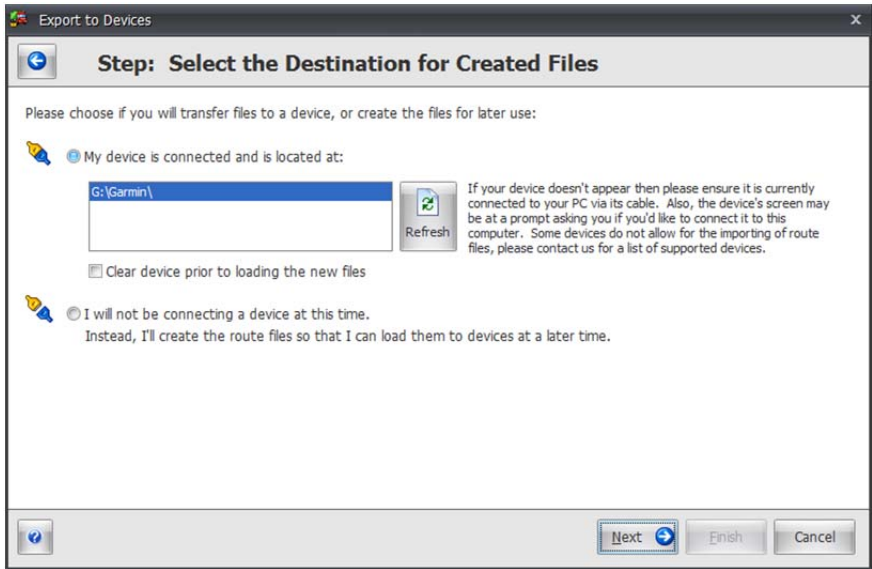 Export to Devices
x
Step: Select the Destination for Created Files
Please choose if you will transfer files to a device, or create the files for later use:
My device is connected and is located at:
G:\Garmin\
Refresh
If your device doesn't appear then please ensure it is currently
connected to your PC via its cable. Also, the device's screen may
be at a prompt asking you if you'd like to connect it to this
computer. Some devices do not allow for the importing of route
files, please contact us for a list of supported devices.
Clear device prior to loading the new files
I will not be connecting a device at this time.
Instead, I'll create the route files so that I can load them to devices at a later time.
?
Next
Finish
Cancel